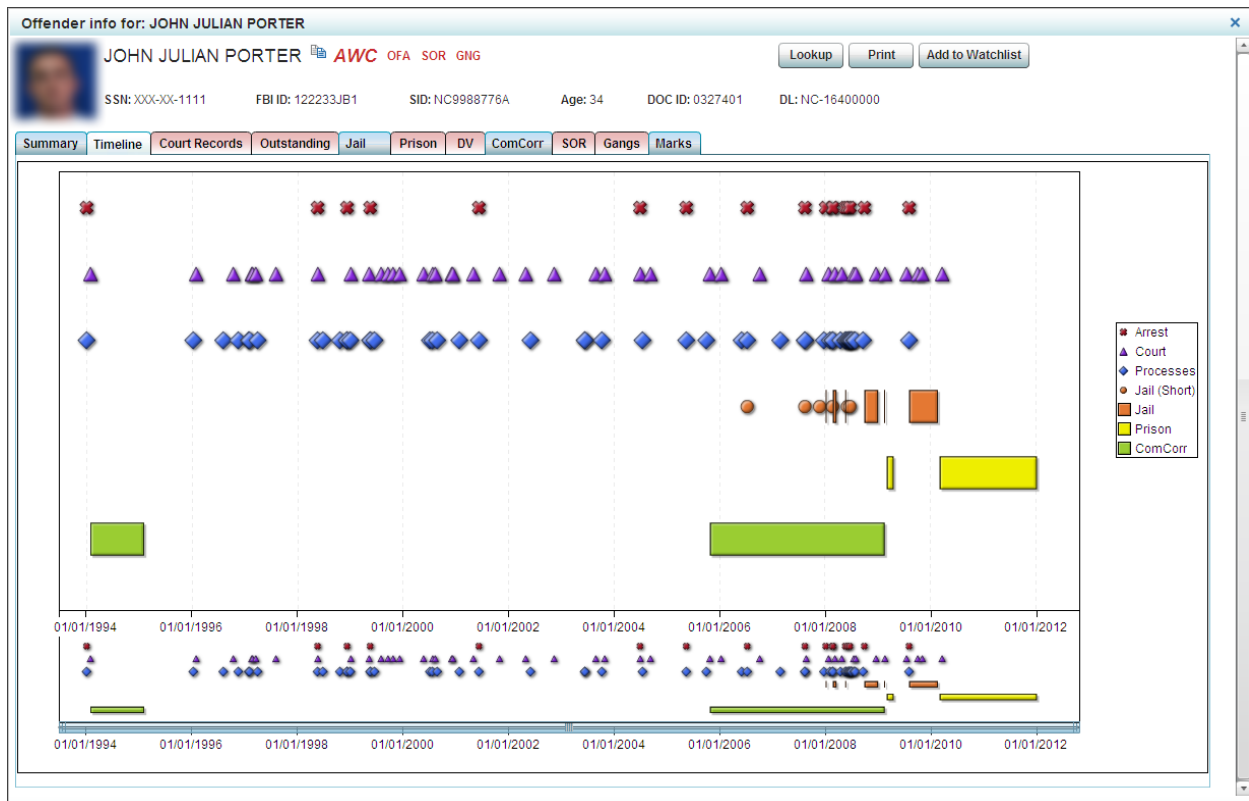 Offender info for: JOHN JULIAN PORTER
JOHN JULIAN PORTER AWC OFA SOR GNG Lookup Print Add to Watchlist
SSN: XXX-XX-1111 FBI ID: 122233JB1 SID: NC9988776A Age: 34 DOC ID: 0327401 DL: NC-16400000
Summary Timeline Court Records Outstanding Jail Prison DV ComCorr SOR Gangs Marks
Arrest
Court
Processes
Jail (Short)
Jail
Prison
ComCorr
01/01/1994 01/01/1996 01/01/1998 01/01/2000 01/01/2002 01/01/2004 01/01/2006 01/01/2008 01/01/2010 01/01/2012
01/01/1994 01/01/1996 01/01/1998 01/01/2000 01/01/2002 01/01/2004 01/01/2006 01/01/2008 01/01/2010 01/01/2012